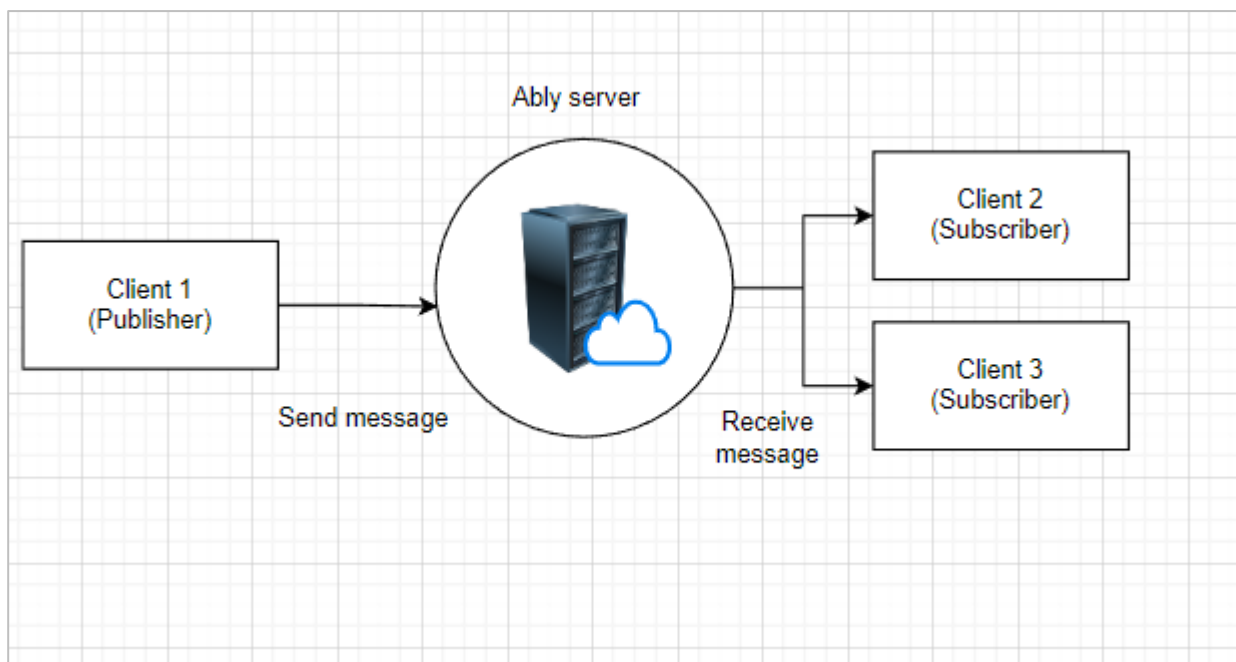 Ably server
Client 1
(Publisher)
Send message
Receive
message
Client 2
(Subscriber)
Client 3
(Subscriber)